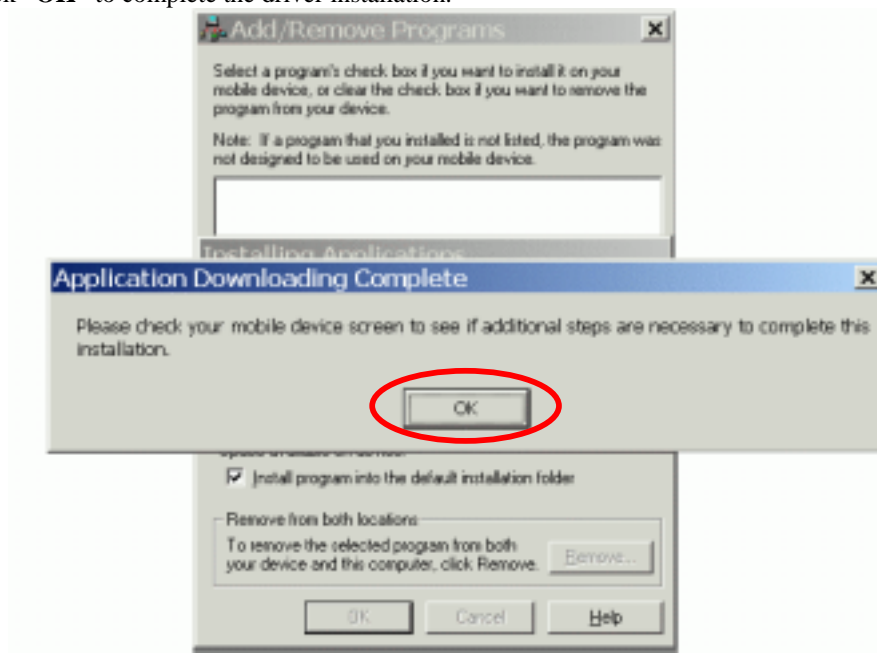 "OK" to complete the driver installation.
Add/Remove Programs
Select a program's check box if you want to install it on your
mobile device, or clear the check box if you want to remove the
program from your device.
Note: If a program that you installed is not listed, the program was
not designed to be used on your mobile device.
Installing Applications
Application Downloading Complete
Please check your mobile device screen to see if additional steps are necessary to complete this
installation.
OK
Install program into the default installation folder
Remove from both locations
To remove the selected program from both
your device and this computer, click Remove.
Remove...
OK
Cancel
Help